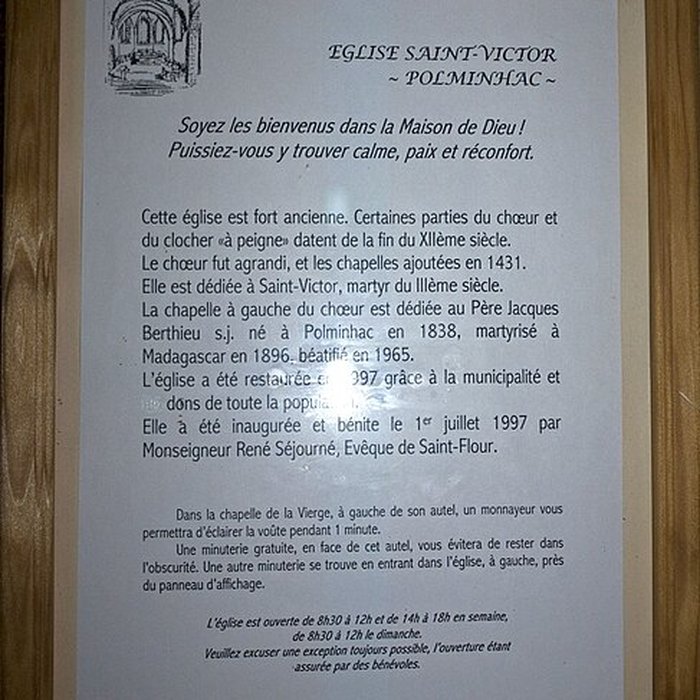 EGLISE SAINT-VICTOR
~ POLMINHAC ~
Soyez les bienvenus dans la Maison de Dieu !
Puissiez-vous y trouver calme, paix et réconfort.
Cette église est fort ancienne. Certaines parties du chœur et
du clocher «à peigne» datent de la fin du XIIème siècle.
Le chœur fut agrandi, et les chapelles ajoutées en 1431.
Elle est dédiée à Saint-Victor, martyr du IIIème siècle.
La chapelle à gauche du chœur est dédiée au Père Jacques
Berthieu s.j. né à Polminhac en 1838, martyrisé à
Madagascar en 1896, béatifié en 1965.
L'église a été restaurée en 1997 grâce à la municipalité et
dons de toute la population.
Elle a été inaugurée et bénite le 1er juillet 1997 par
Monseigneur René Séjourné, Evêque de Saint-Flour.
Dans la chapelle de la Vierge, à gauche de son autel, un monnayeur vous
permettra d'éclairer la voûte pendant 1 minute.
Une minuterie gratuite, en face de cet autel, vous évitera de rester dans
l'obscurité. Une autre minuterie se trouve en entrant dans l'église, à gauche, près
du panneau d'affichage.
L'église est ouverte de 8h30 à 12h et de 14h à 18h en semaine,
de 8h30 à 12h le dimanche.
Veuillez excuser une exception toujours possible, l'ouverture étant
assurée par des bénévoles.